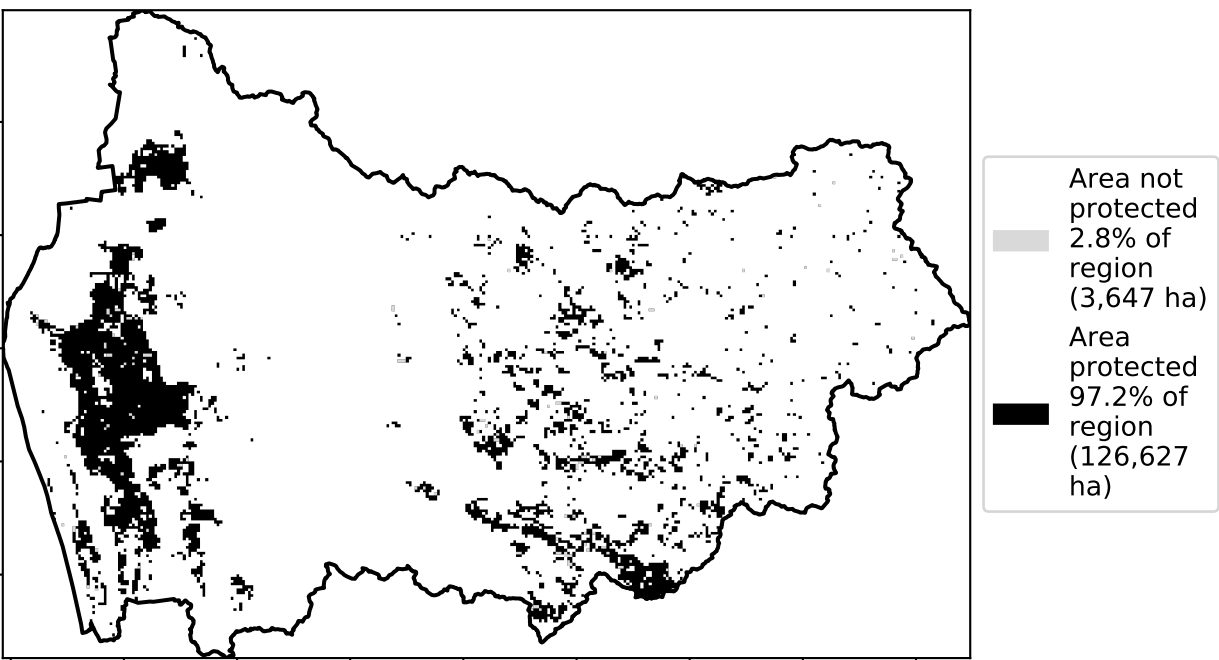 Area not
protected
2.8% of
region
(3,647 ha)
Area
protected
97.2% of
region
(126,627
ha)